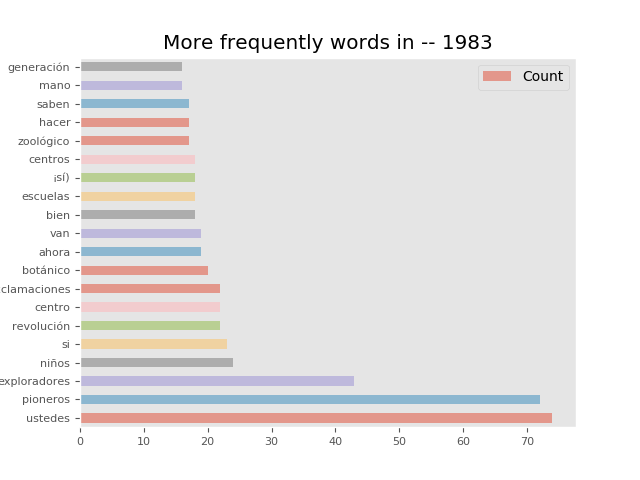 More frequently words in -- 1983
Count
generación
mano
saben
hacer
zoológico
centros
¡sí)
escuelas
bien
van
ahora
botánico
clamaciones
centro
revolución
si
niños
exploradores
pioneros
ustedes
0 10 20 30 40 50 60 70